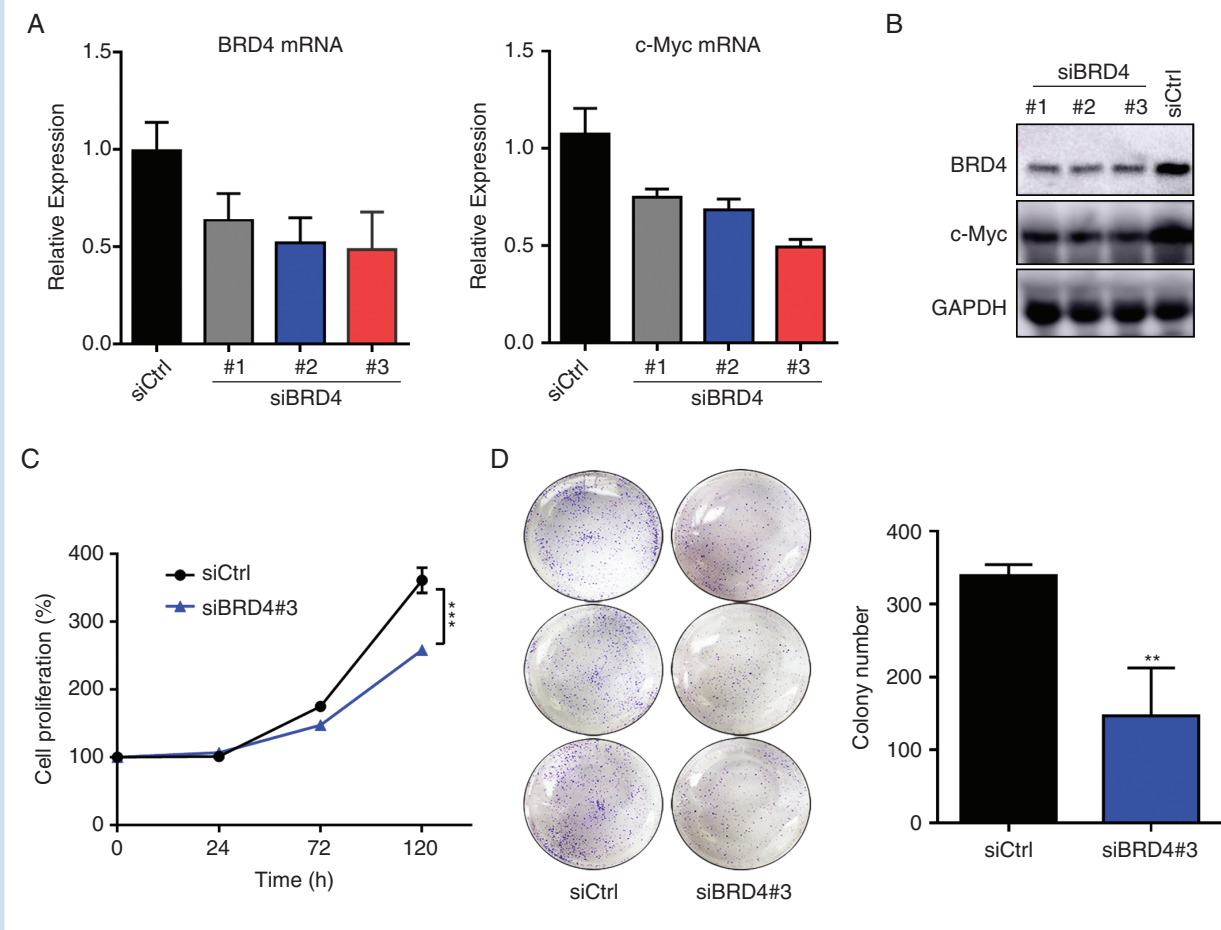 A
BRD4 mRNA
1.5
1.0
0.5
0.0
Relative Expression
siCtrl
#1 #2 #3
siBRD4
c-Myc mRNA
1.5
1.0
0.5
0.0
Relative Expression
siCtrl
#1 #2 #3
siBRD4
B
siBRD4
#1 #2 #3 siCtrl
BRD4
c-Myc
GAPDH
C
400
300
200
100
0
Cell proliferation (%)
siCtrl
siBRD4#3
***
0 24 72 120
Time (h)
D
siCtrl siBRD4#3
400
300
200
100
0
Colony number
**
siCtrl siBRD4#3